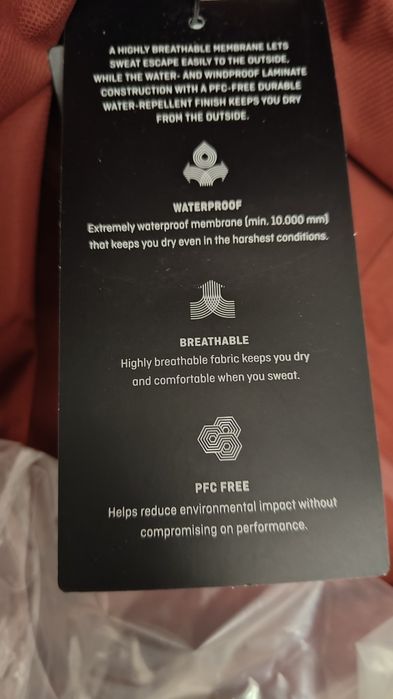 A HIGHLY BREATHABLE MEMBRANE LETS
SWEAT ESCAPE EASILY TO THE OUTSIDE,
WHILE THE WATER- AND WINDPROOF LAMINATE
CONSTRUCTION WITH A PFC-FREE DURABLE
WATER-REPELLENT FINISH KEEPS YOU DRY
FROM THE OUTSIDE.
WATERPROOF
Extremely waterproof membrane (min. 10.000 mm)
that keeps you dry even in the harshest conditions.
BREATHABLE
Highly breathable fabric keeps you dry
and comfortable when you sweat.
PFC FREE
Helps reduce environmental impact without
compromising on performance.